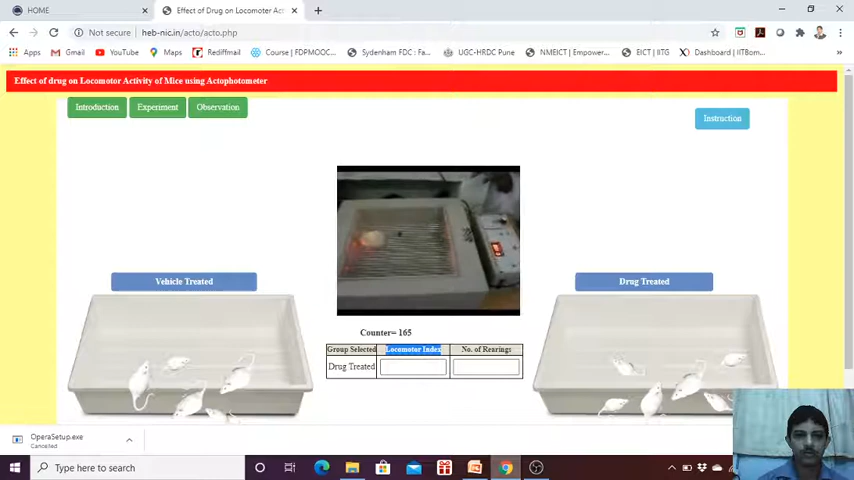 HOME
Effect of Drug on Locomoter Act
Not secure
heb-nic.in/acto/acto.php
Apps
Gmail
YouTube
Maps
Rediffmail
Course | FDPMOOC...
Sydenham FDC : Fa...
UGC-HRDC Pune
NMEICT | Empower...
EICT | IITG
Dashboard | IITBom...
Effect of drug on Locomotor Activity of Mice using Actophotometer
Introduction
Experiment
Observation
Instruction
Vehicle Treated
Drug Treated
Counter= 165
Group Selected
Locomotor Index
No. of Rearings
Drug Treated
OperaSetup.exe
Cancelled
Type here to search